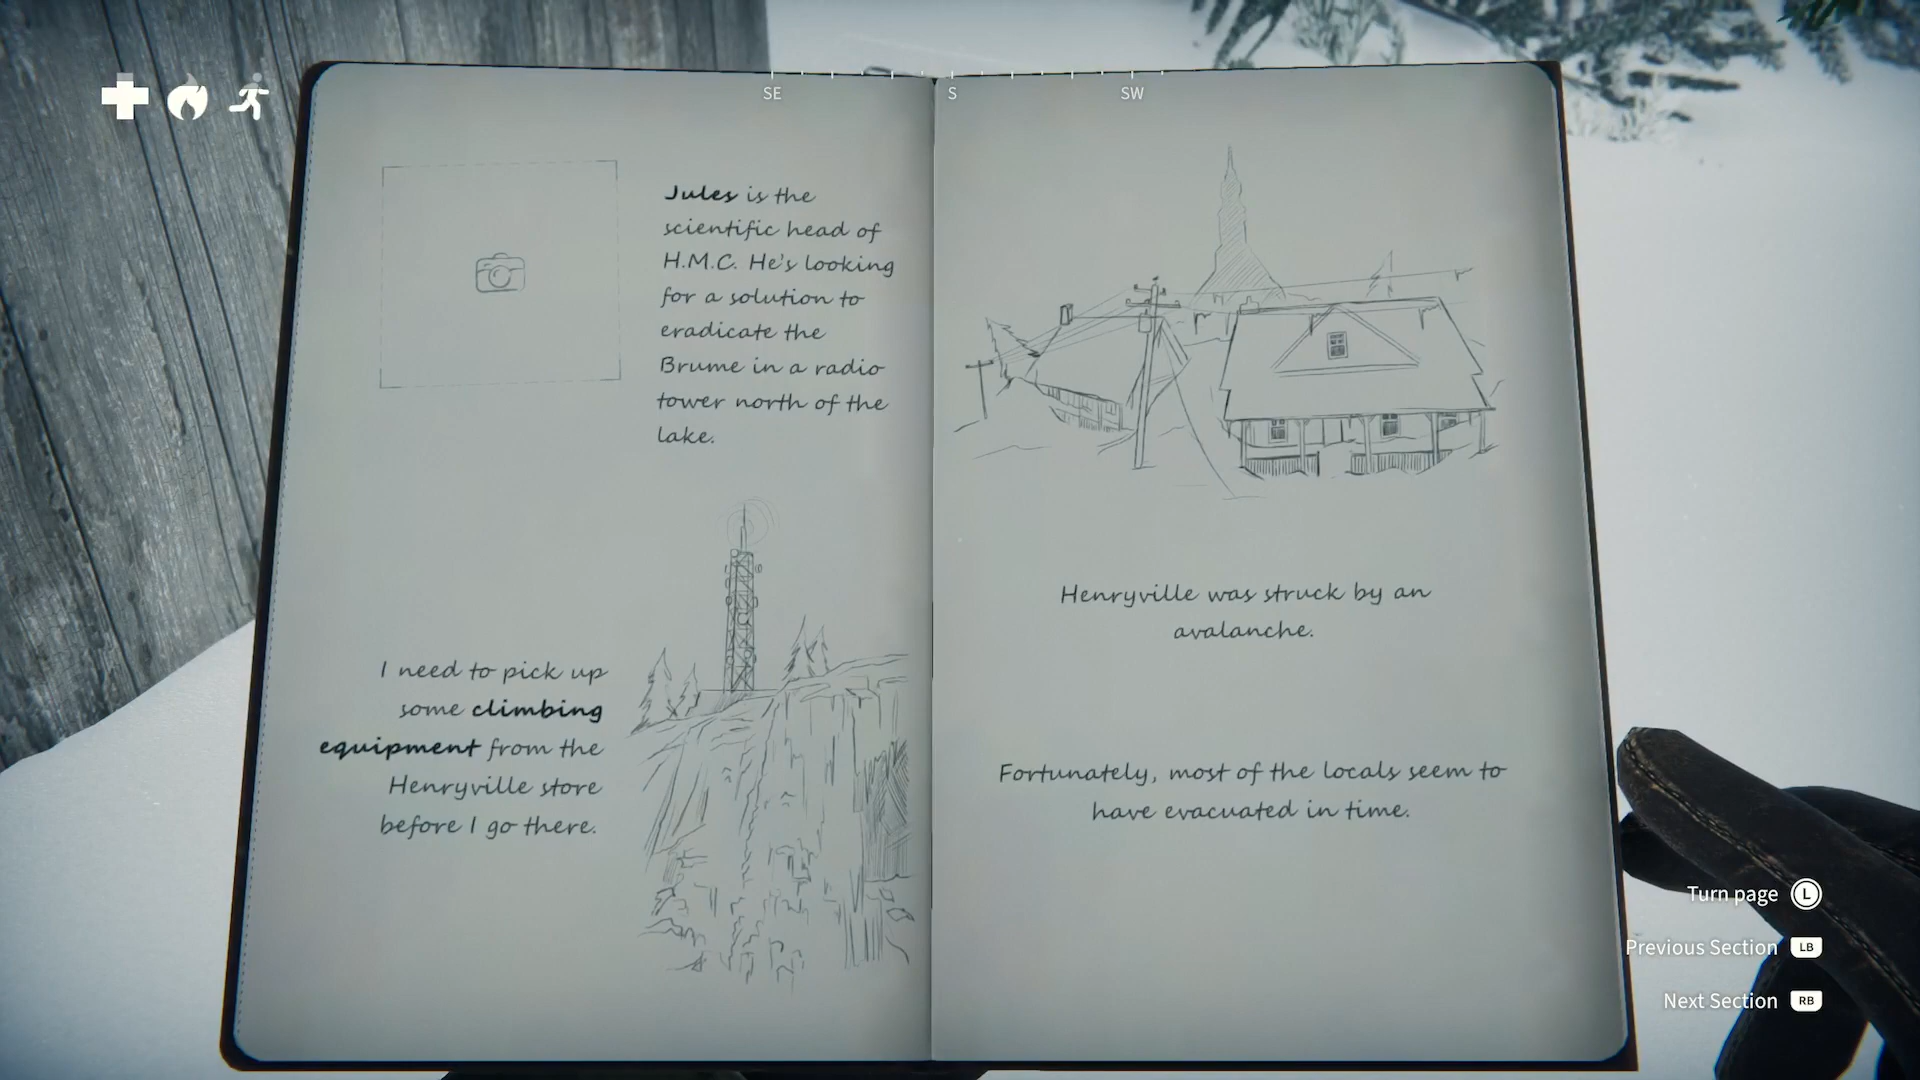 SE
S
SW
Jules is the
scientific head of
H.M.C. He's looking
for a solution to
eradicate the
Brume in a radio
tower north of the
lake.
I need to pick up
some climbing
equipment from the
Henryville store
before I go there.
Henryville was struck by an
avalanche.
Fortunately, most of the locals seem to
have evacuated in time.
Turn page L
Previous Section LB
Next Section RB